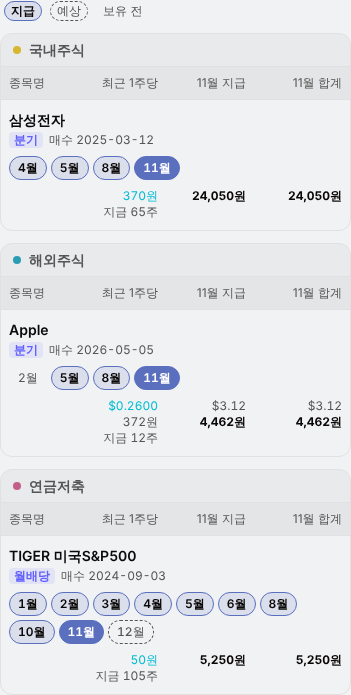 지급 예상 보유 전
국내주식
종목명 최근 1주당 11월 지급 11월 합계
삼성전자
분기 매수 2025-03-12
4월 5월 8월 11월
370원 24,050원 24,050원
지금 65주
해외주식
종목명 최근 1주당 11월 지급 11월 합계
Apple
분기 매수 2026-05-05
2월 5월 8월 11월
$0.2600 $3.12 $3.12
372원 4,462원 4,462원
지금 12주
연금저축
종목명 최근 1주당 11월 지급 11월 합계
TIGER 미국S&P500
월배당 매수 2024-09-03
1월 2월 3월 4월 5월 6월 8월
10월 11월 12월
50원 5,250원 5,250원
지금 105주